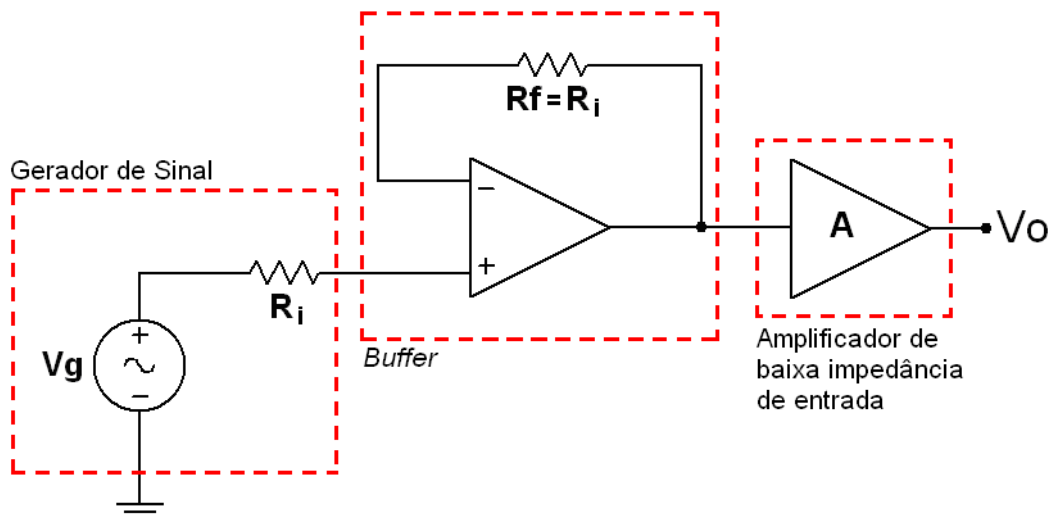 Rf = Ri
Gerador de Sinal
−
A
Vo
+
Ri
Buffer
Amplificador de
baixa impedância
de entrada
+
Vg
−